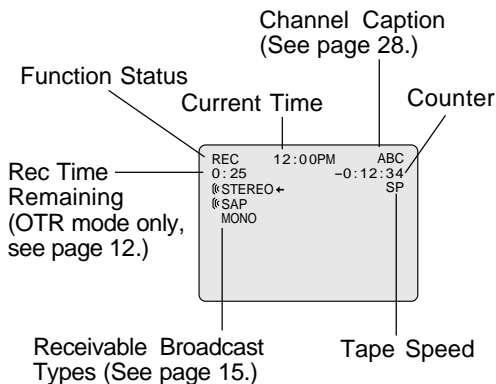 Channel Caption
(See page 28.)
Function Status
Current Time
Counter
REC 12:00PM ABC
0:25 -0:12:34
STEREO← SP
SAP
MONO
Rec Time
Remaining
(OTR mode only,
see page 12.)
Receivable Broadcast
Types (See page 15.)
Tape Speed